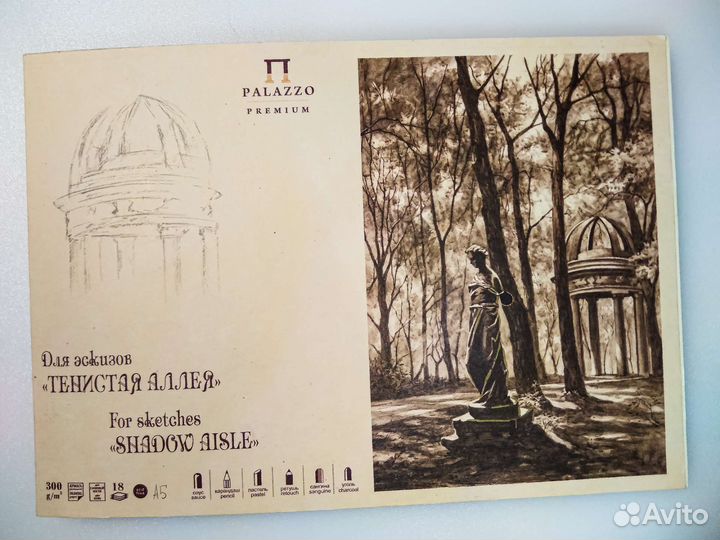 PALAZZO
PREMIUM
Для эскизов
«ТЕНИСТАЯ АЛЛЕЯ»
For sketches
«SHADOW AISLE»
300
g/m²
18
A5
соус
sauce
карандаш
pencil
пастель
pastel
ретушь
retouch
сангина
sanguine
уголь
charcoal
Avito